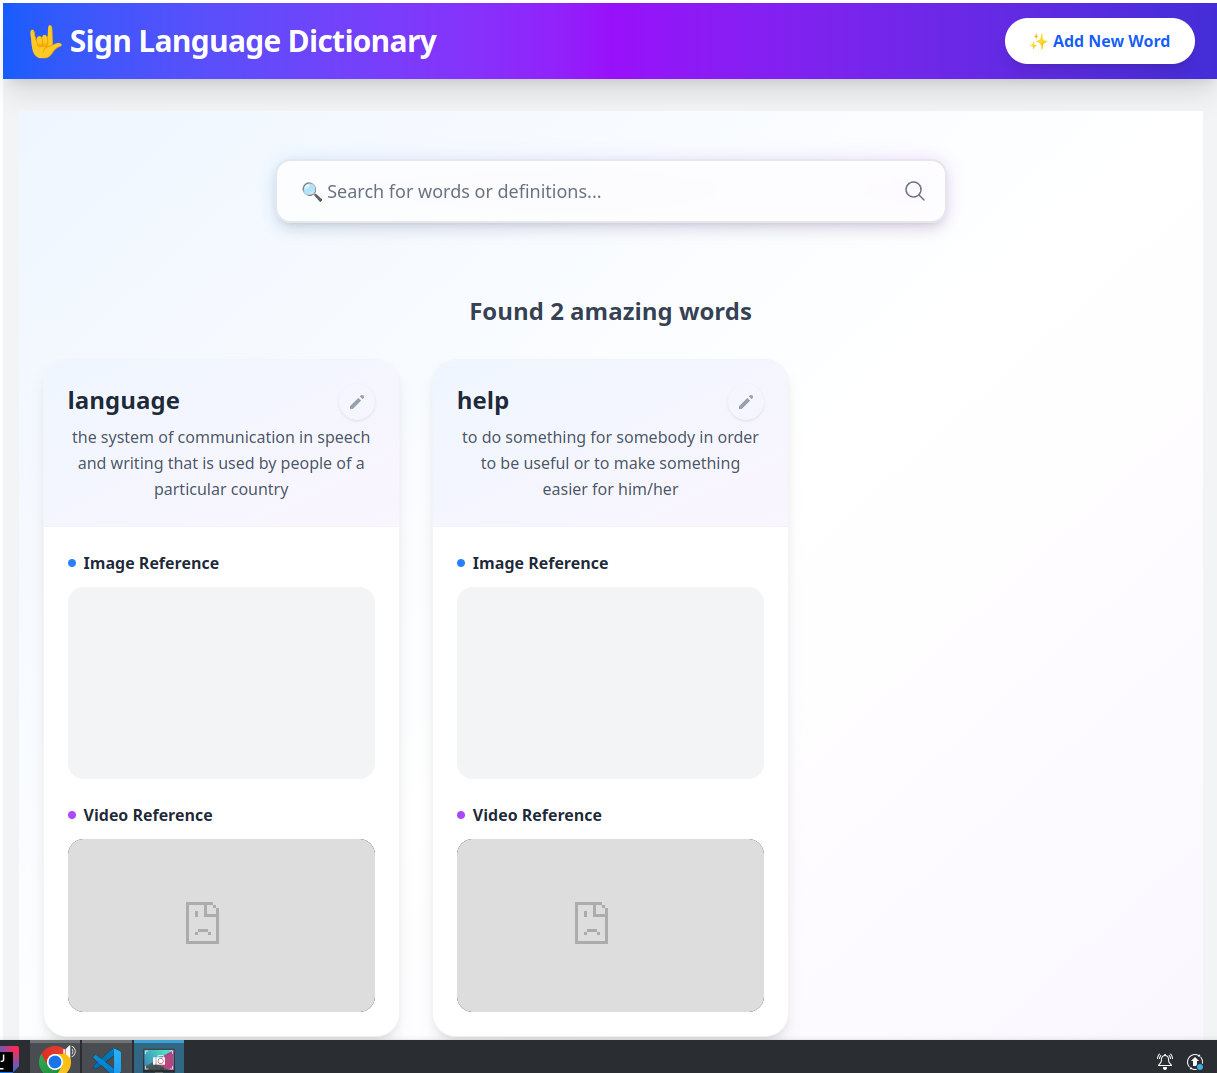 🤟 Sign Language Dictionary
✨ Add New Word
🔍 Search for words or definitions...
Found 2 amazing words
language
the system of communication in speech
and writing that is used by people of a
particular country
Image Reference
Video Reference
help
to do something for somebody in order
to be useful or to make something
easier for him/her
Image Reference
Video Reference